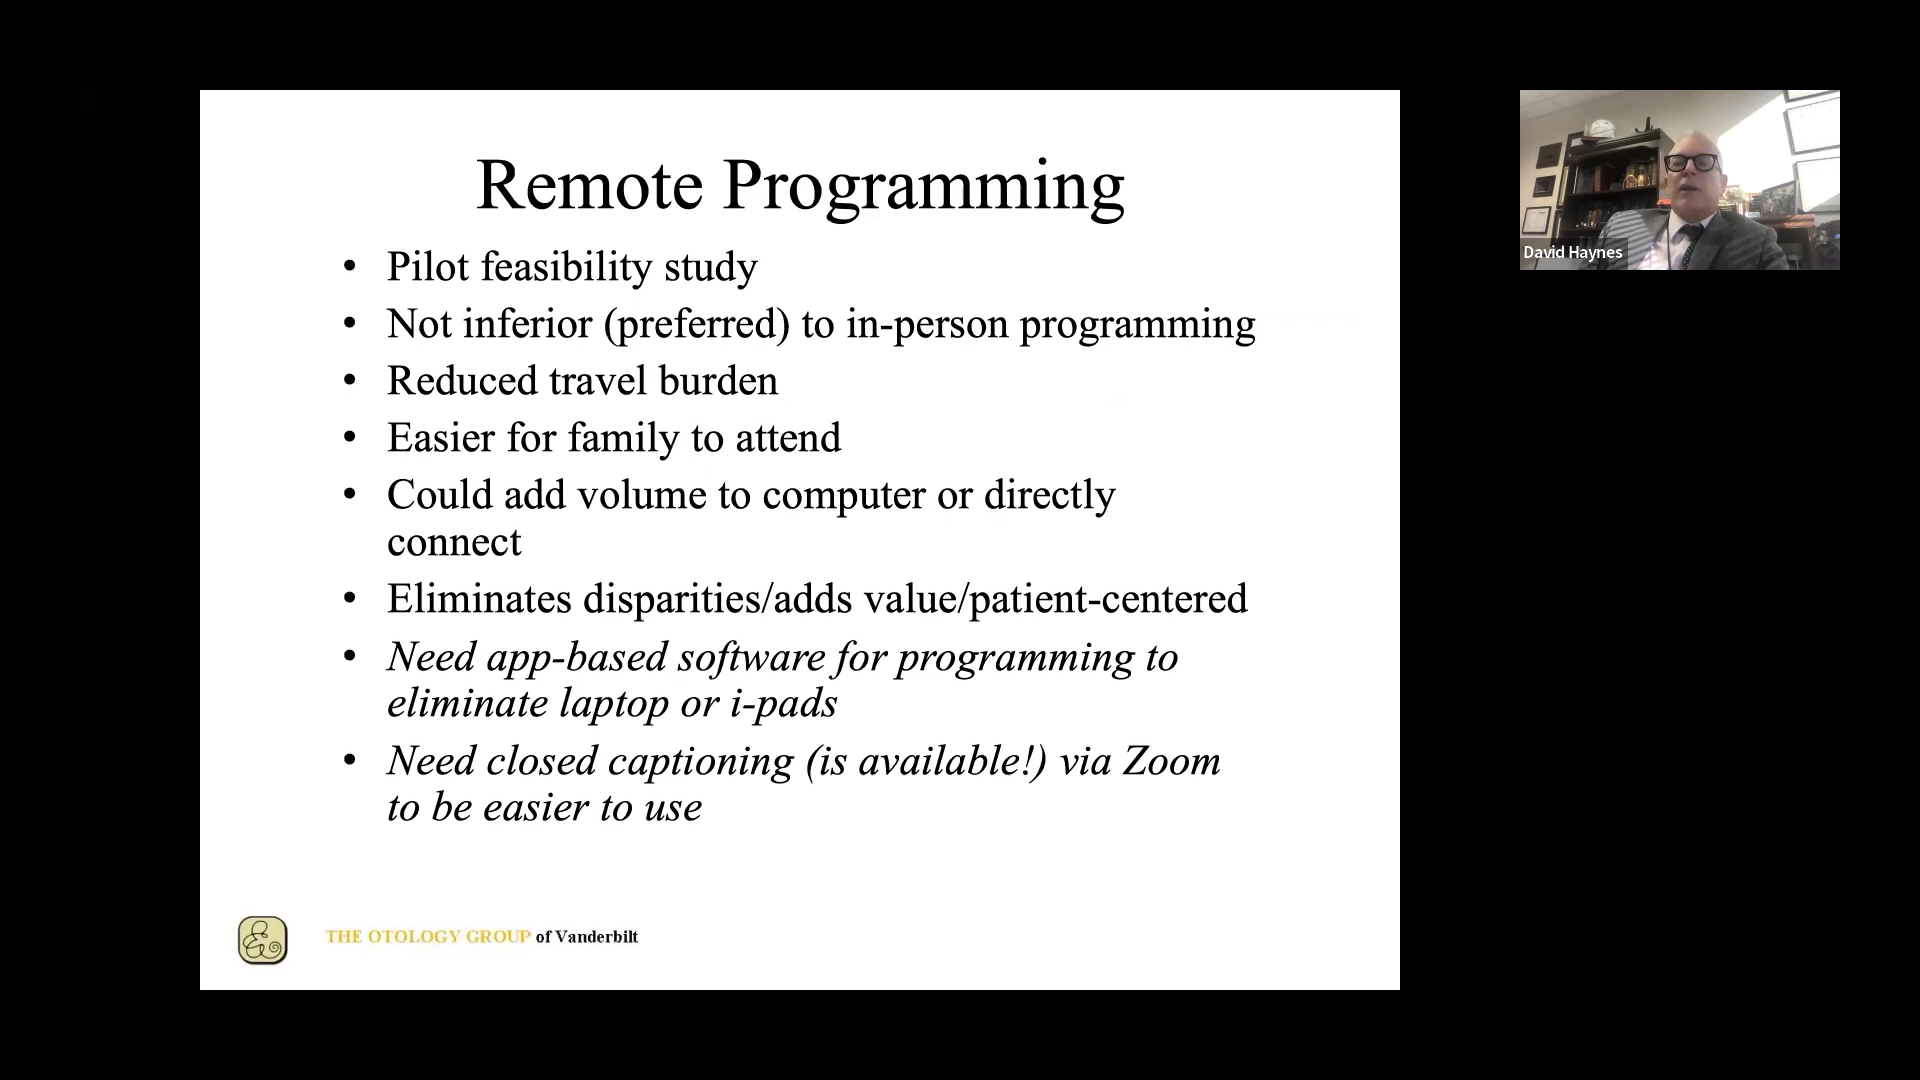 Remote Programming
• Pilot feasibility study
• Not inferior (preferred) to in-person programming
• Reduced travel burden
• Easier for family to attend
• Could add volume to computer or directly
connect
• Eliminates disparities/adds value/patient-centered
• Need app-based software for programming to
eliminate laptop or i-pads
• Need closed captioning (is available!) via Zoom
to be easier to use
THE OTOLOGY GROUP of Vanderbilt
David Haynes